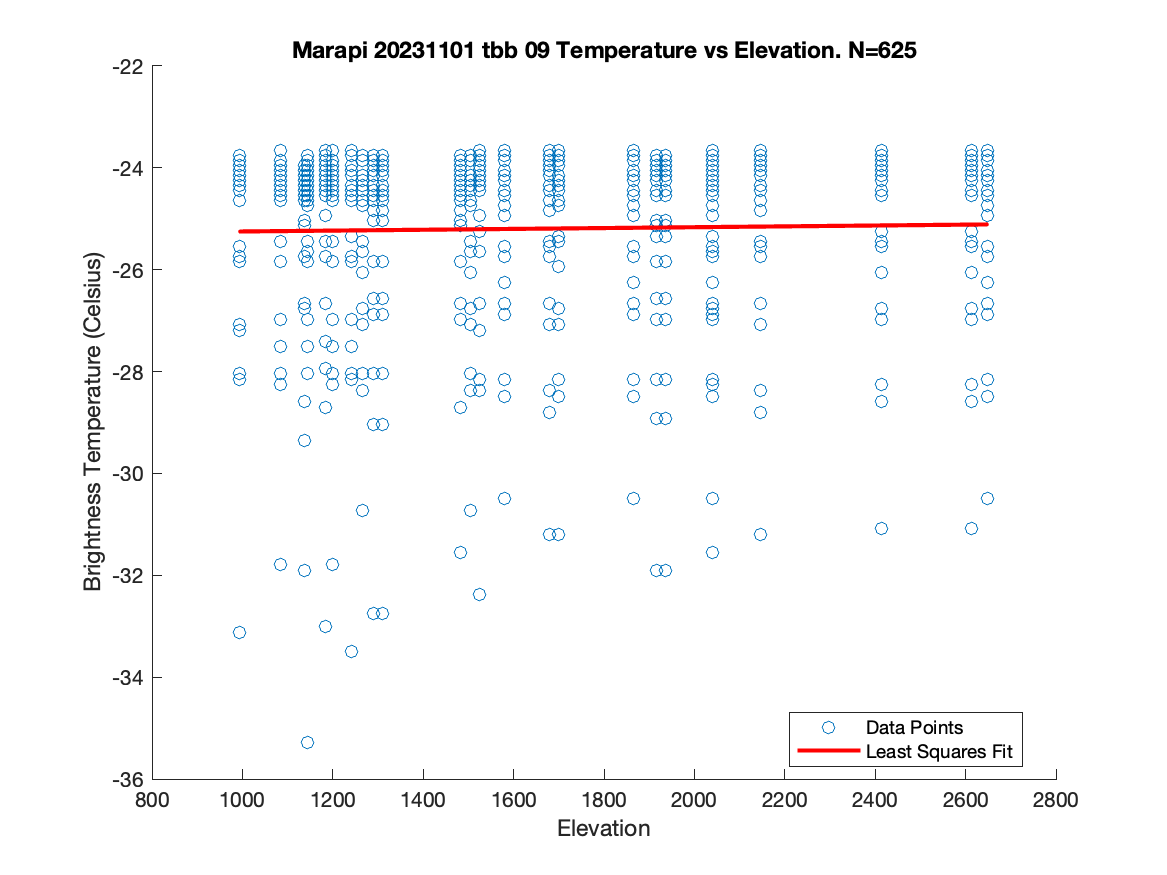 Marapi 20231101 tbb 09 Temperature vs Elevation. N=625
-22
-24
-26
-28
-30
-32
-34
-36
Brightness Temperature (Celsius)
800 1000 1200 1400 1600 1800 2000 2200 2400 2600 2800
Elevation
Data Points
Least Squares Fit